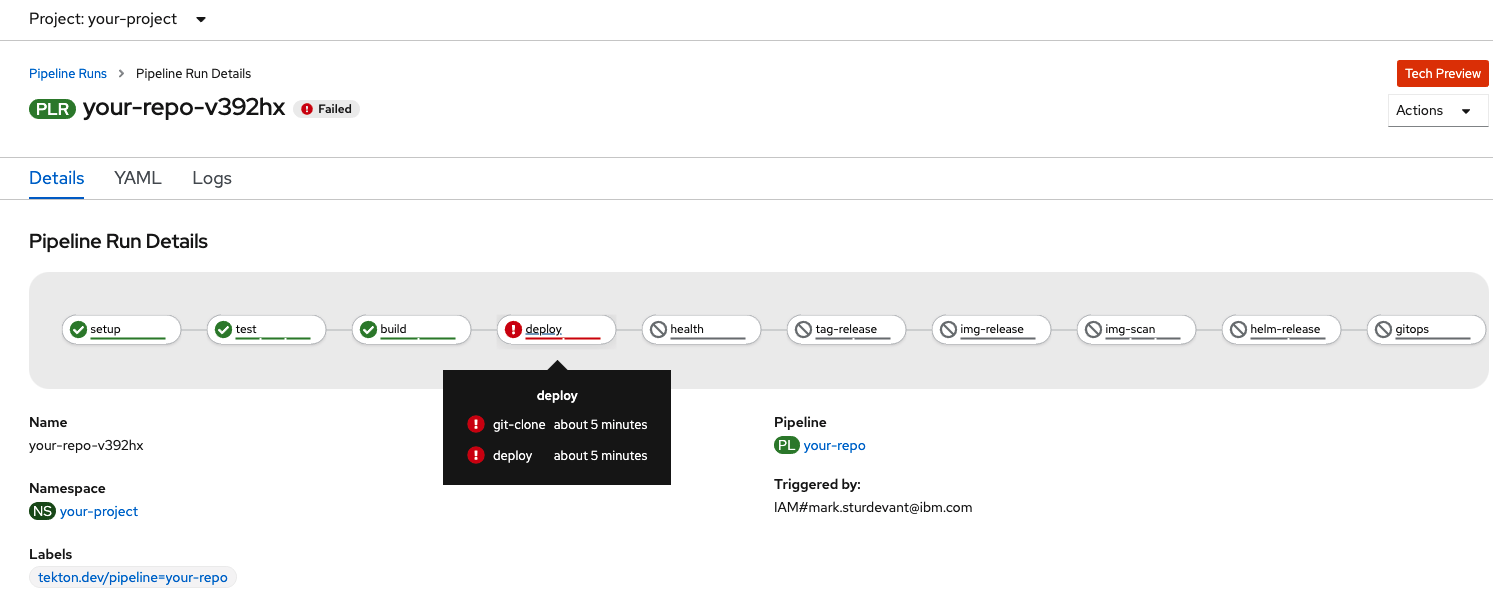 Project: your-project
Pipeline Runs > Pipeline Run Details
Tech Preview
PLR your-repo-v392hx Failed
Actions
Details YAML Logs
Pipeline Run Details
setup test build deploy health tag-release img-release img-scan helm-release gitops
deploy
git-clone about 5 minutes
deploy about 5 minutes
Name
your-repo-v392hx
Namespace
NS your-project
Labels
tekton.dev/pipeline=your-repo
Pipeline
PL your-repo
Triggered by:
IAM#mark.sturdevant@ibm.com